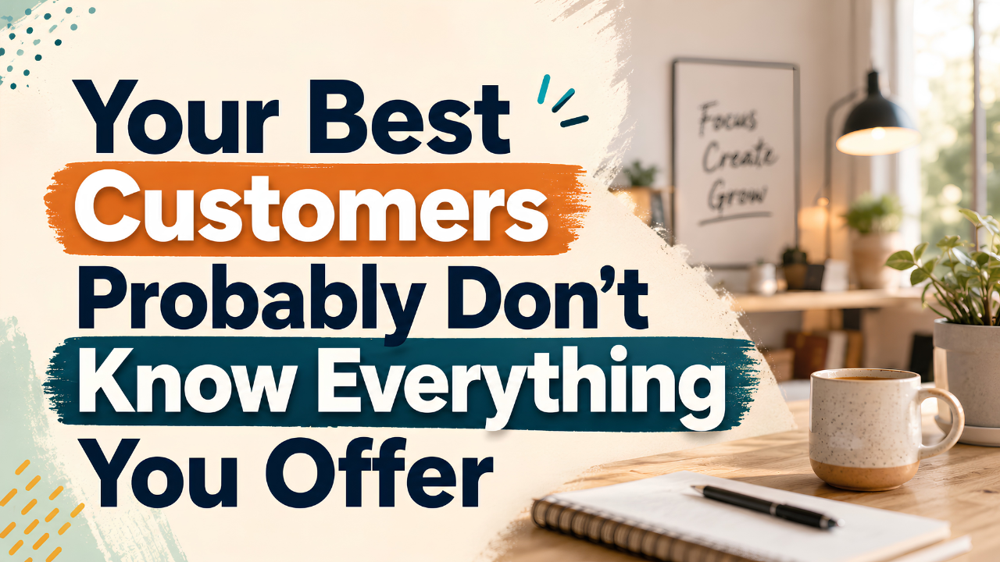 Your Best
Customers
Probably Don't
Know Everything
You Offer
Focus
Create
Grow